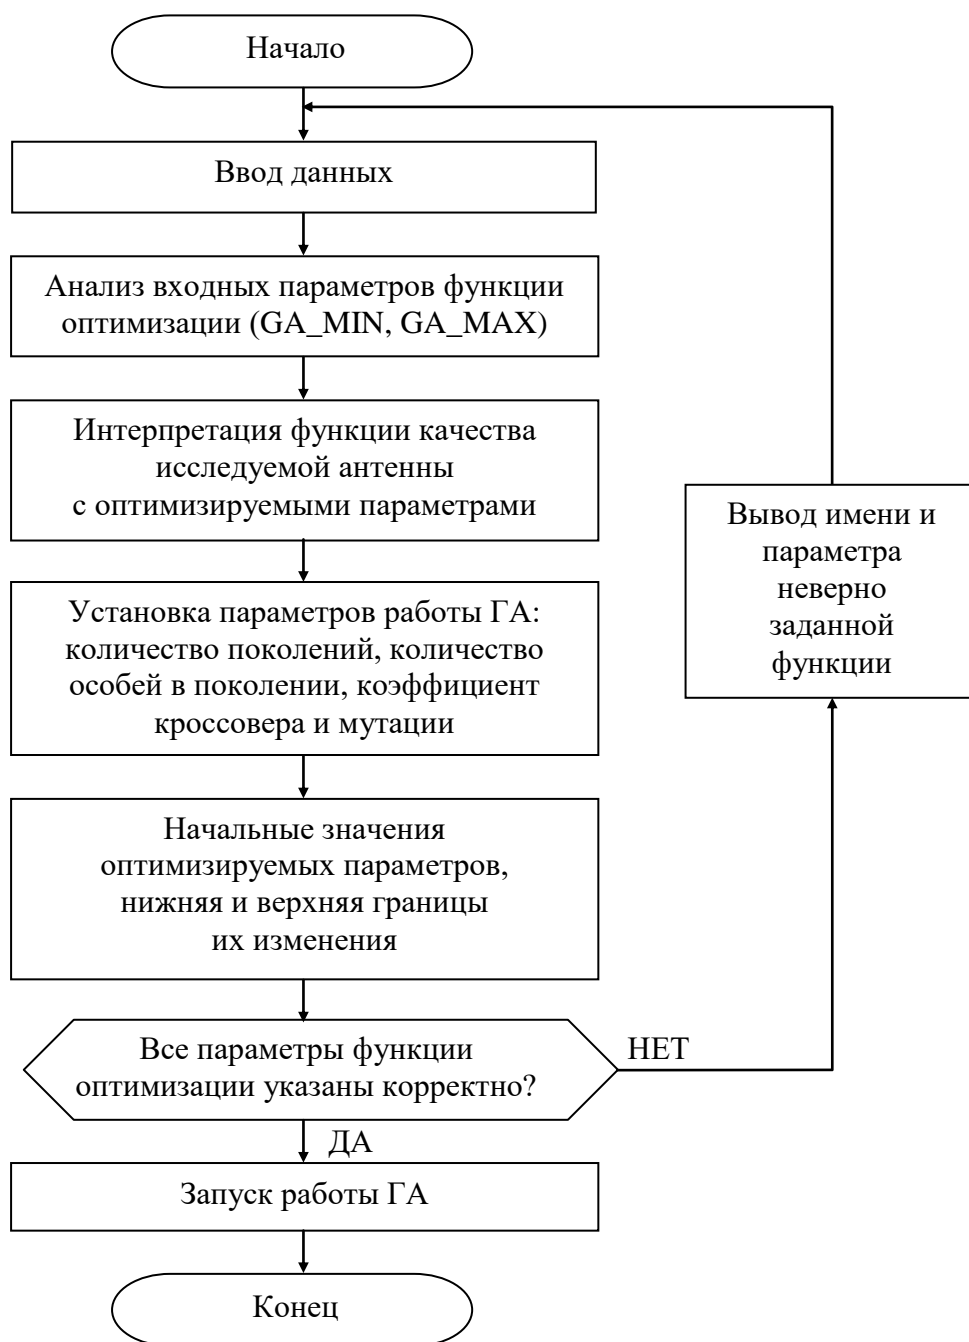 Начало
Ввод данных
Анализ входных параметров функции
оптимизации (GA_MIN, GA_MAX)
Интерпретация функции качества
исследуемой антенны
с оптимизируемыми параметрами
Установка параметров работы ГА:
количество поколений, количество
особей в поколении, коэффициент
кроссовера и мутации
Начальные значения
оптимизируемых параметров,
нижняя и верхняя границы
их изменения
Все параметры функции
оптимизации указаны корректно?
НЕТ
Вывод имени и
параметра
неверно
заданной
функции
ДА
Запуск работы ГА
Конец